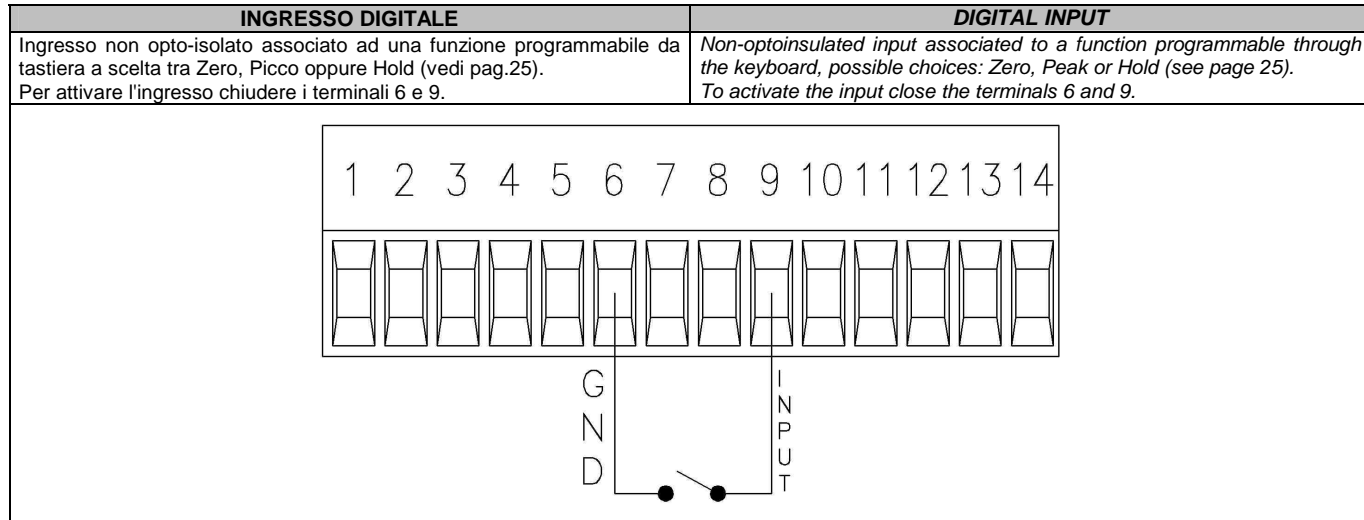 INGRESSO DIGITALE
DIGITAL INPUT
Ingresso non opto-isolato associato ad una funzione programmabile da
tastiera a scelta tra Zero, Picco oppure Hold (vedi pag.25).
Per attivare l'ingresso chiudere i terminali 6 e 9.
Non-optoinsulated input associated to a function programmable through
the keyboard, possible choices: Zero, Peak or Hold (see page 25).
To activate the input close the terminals 6 and 9.
1 2 3 4 5 6 7 8 9 10 11 12 13 14
GND
INPUT